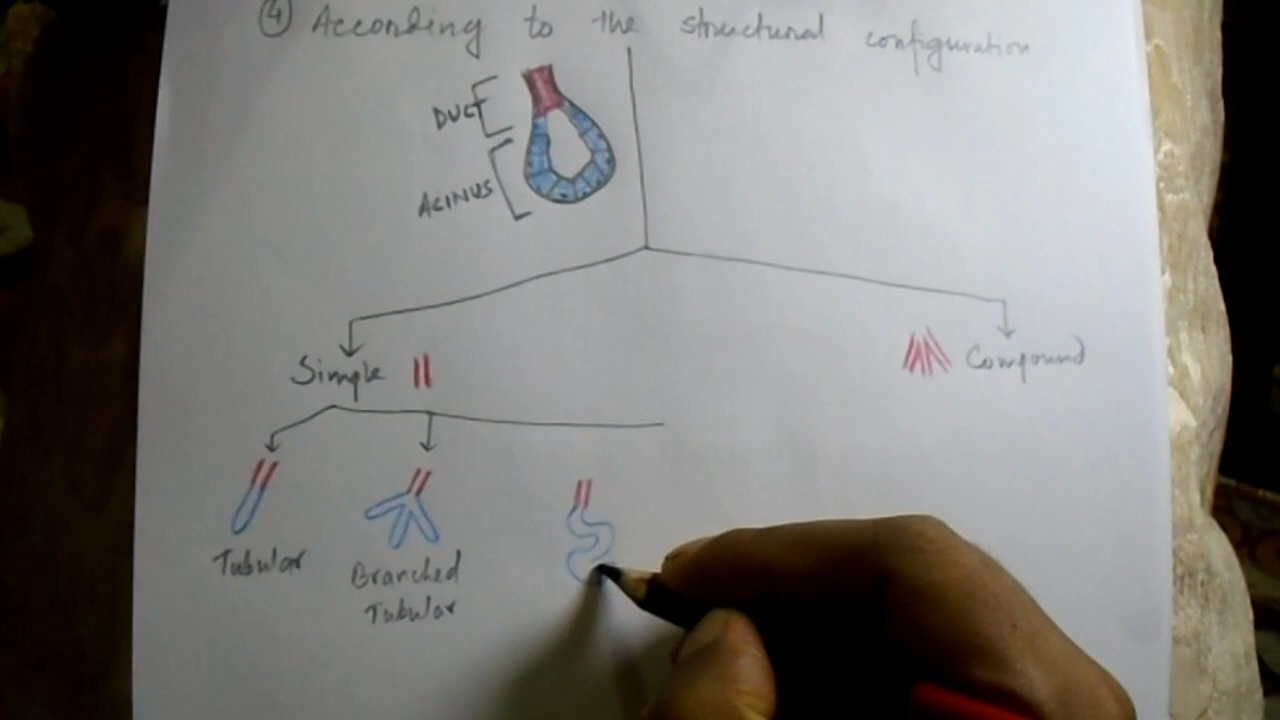 ④ According to the structural configuration
DUCT
ACINUS
Simple
Compound
Tubular
Branched
Tubular